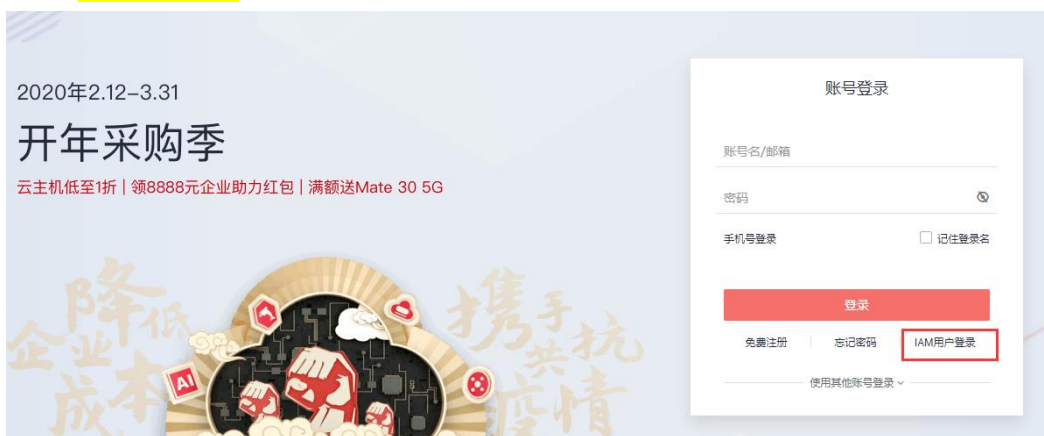 2020年2.12-3.31
开年采购季
云主机低至1折 | 领8888元企业助力红包 | 满额送Mate 30 5G
降低
企业
成本
AI
携手
共抗
疫情
账号登录
账号名/邮箱
密码
手机号登录 记住登录名
登录
免费注册 | 忘记密码 IAM用户登录
使用其他账号登录